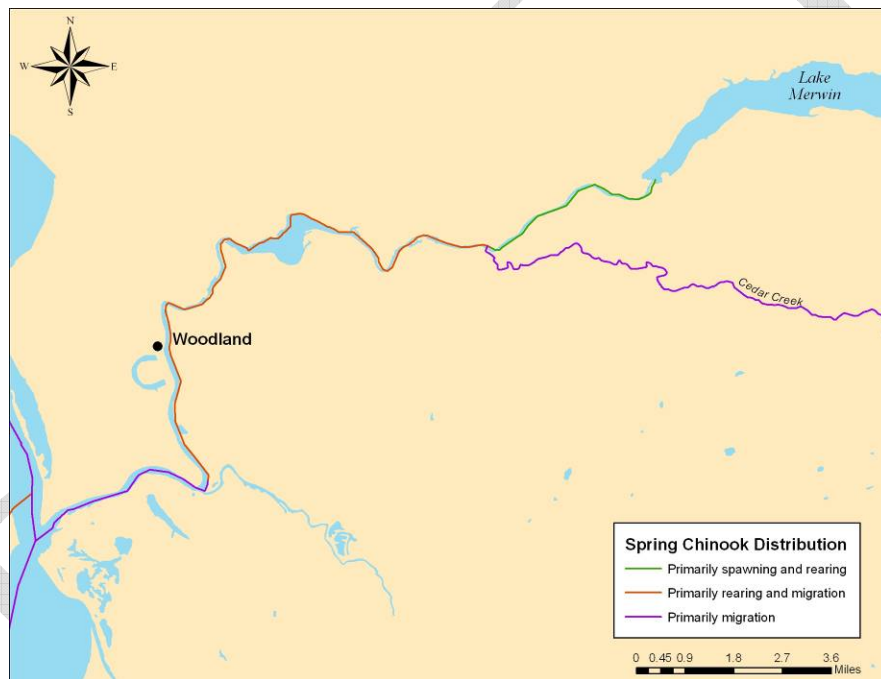 N
W E
S
Lake
Merwin
Cedar Creek
Woodland
Spring Chinook Distribution
Primarily spawning and rearing
Primarily rearing and migration
Primarily migration
0 0.45 0.9 1.8 2.7 3.6
Miles